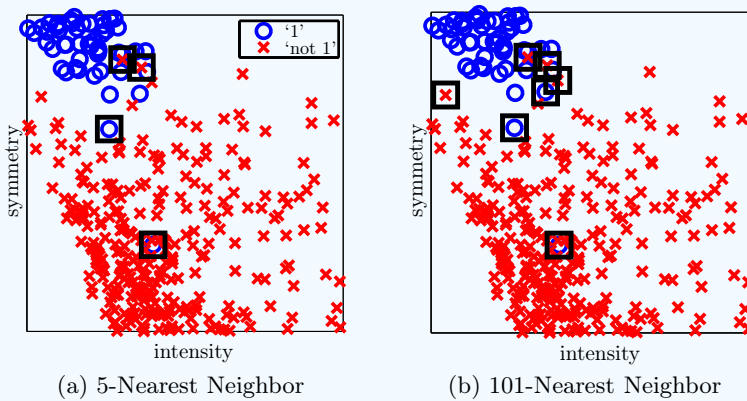 ‘1’
‘not 1’
symmetry
intensity
(a) 5-Nearest Neighbor
symmetry
intensity
(b) 101-Nearest Neighbor